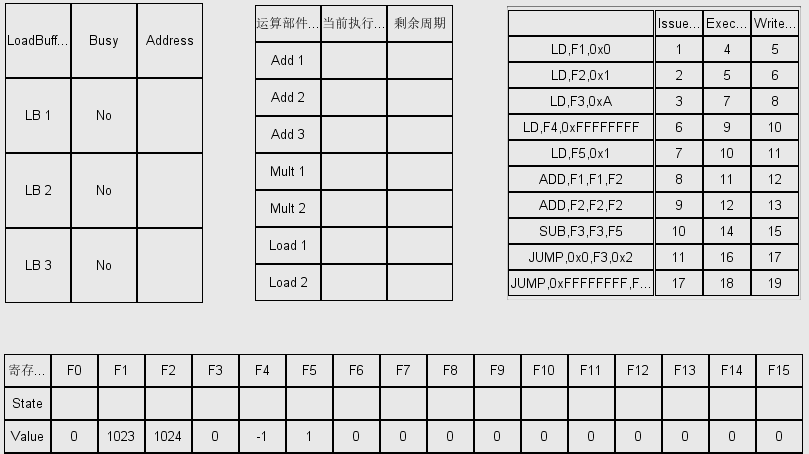 LoadBuff... Busy Address
LB 1 No
LB 2 No
LB 3 No
运算部件... 当前执行... 剩余周期
Add 1
Add 2
Add 3
Mult 1
Mult 2
Load 1
Load 2
Issue... Exec... Write...
LD,F1,0x0 1 4 5
LD,F2,0x1 2 5 6
LD,F3,0xA 3 7 8
LD,F4,0xFFFFFFFF 6 9 10
LD,F5,0x1 7 10 11
ADD,F1,F1,F2 8 11 12
ADD,F2,F2,F2 9 12 13
SUB,F3,F3,F5 10 14 15
JUMP,0x0,F3,0x2 11 16 17
JUMP,0xFFFFFFFF,F... 17 18 19
寄存... F0 F1 F2 F3 F4 F5 F6 F7 F8 F9 F10 F11 F12 F13 F14 F15
State
Value 0 1023 1024 0 -1 1 0 0 0 0 0 0 0 0 0 0